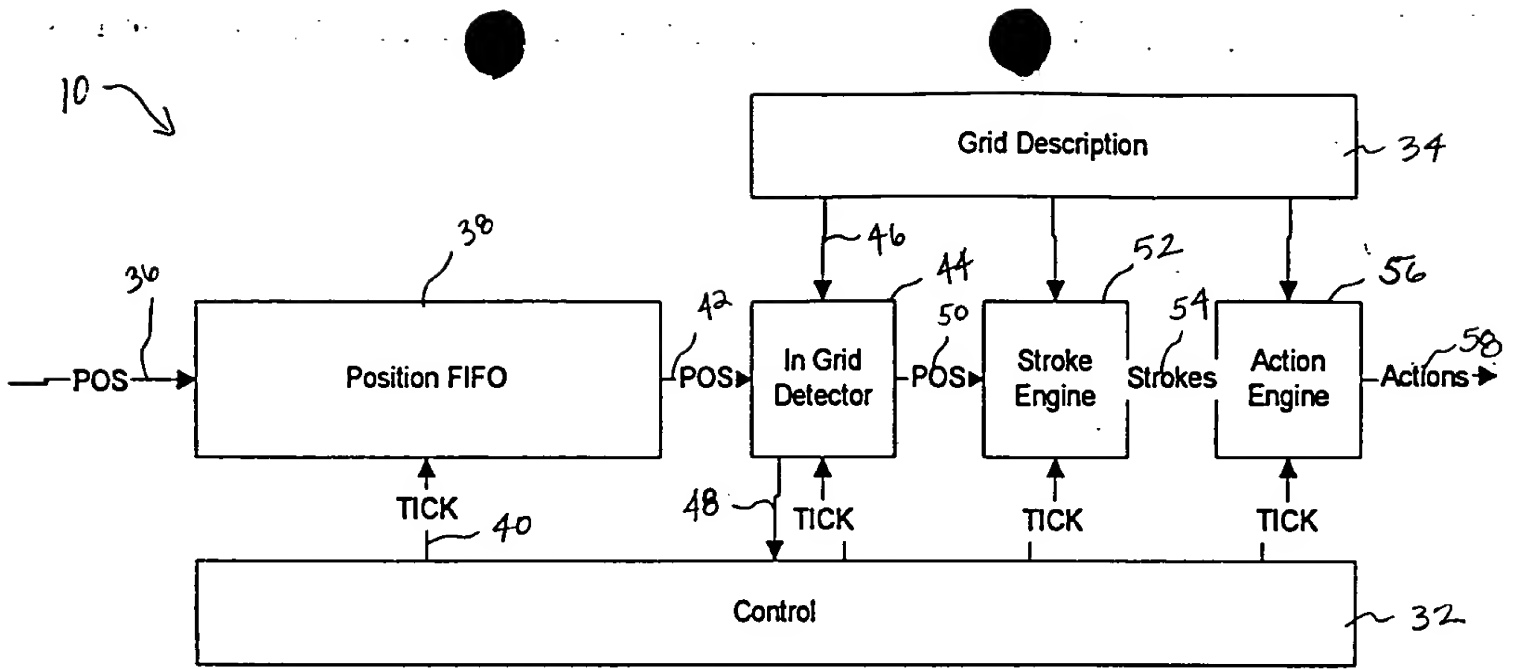 10
Grid Description
34
38
46
52
44
56
36
42
50
54
58
POS
Position FIFO
POS
In Grid
Detector
POS
Stroke
Engine
Strokes
Action
Engine
Actions
TICK
40
48
TICK
TICK
TICK
Control
32